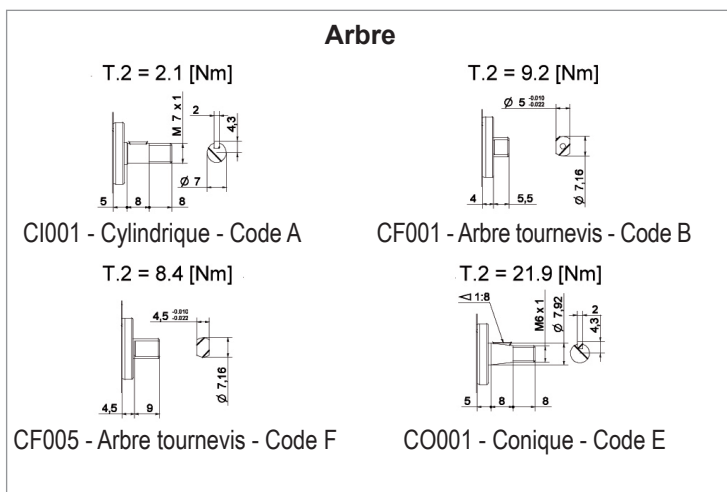 Arbre
T.2 = 2.1 [Nm]
2
M 7 x 1
4,3
Ø 7
5
8
8
CI001 - Cylindrique - Code A
T.2 = 9.2 [Nm]
Ø 5 -0.010 -0.022
Ø 7,16
4
5,5
CF001 - Arbre tournevis - Code B
T.2 = 8.4 [Nm]
4,5 -0.010 -0.022
Ø 7,16
4,5
9
CF005 - Arbre tournevis - Code F
T.2 = 21.9 [Nm]
1:8
M6 x 1
Ø 7,92
2
4,3
5
8
8
CO001 - Conique - Code E